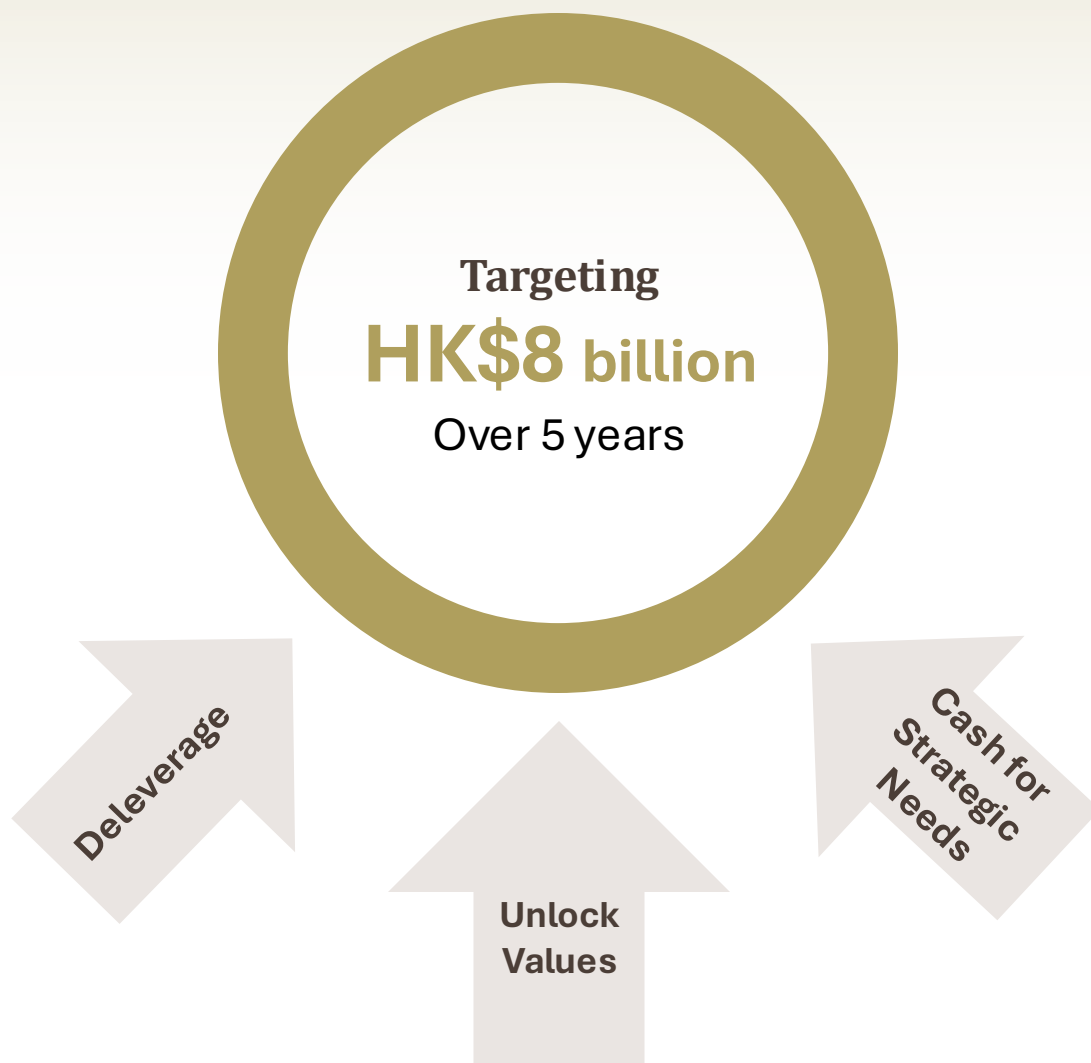 Targeting
HK$8 billion
Over 5 years
Deleverage
Unlock
Values
Cash for
Strategic
Needs